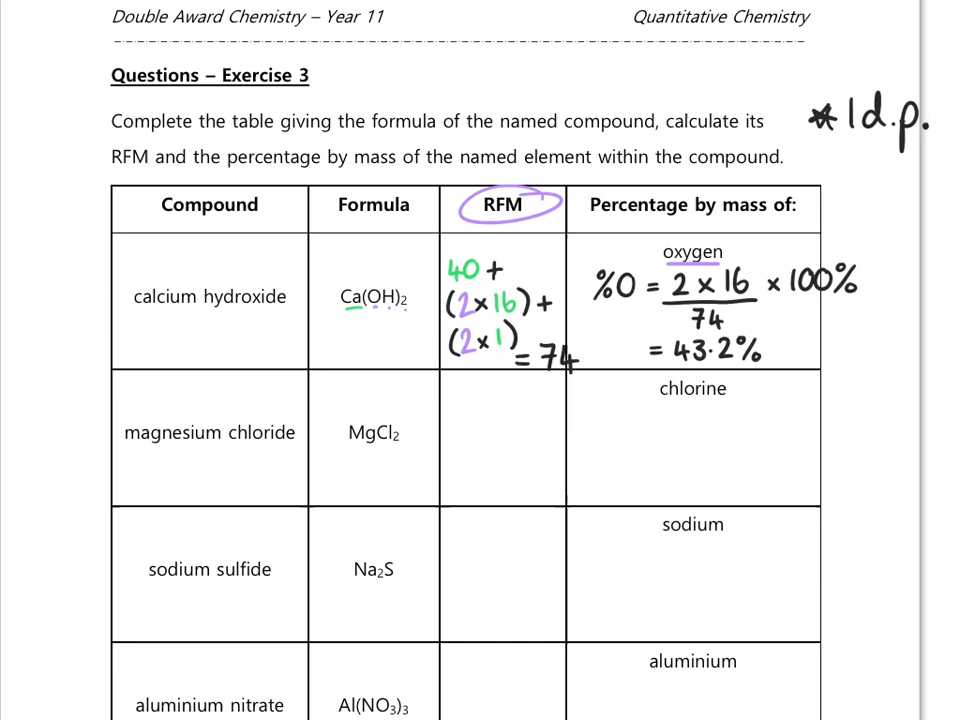 Double Award Chemistry – Year 11 Quantitative Chemistry
Questions – Exercise 3
Complete the table giving the formula of the named compound, calculate its
RFM and the percentage by mass of the named element within the compound.
* 1d.p.
Compound Formula RFM Percentage by mass of:
calcium hydroxide
Ca(OH)₂
40 +
(2×16) +
(2×1)
= 74
oxygen
%O = 2 × 16 × 100%
74
= 43.2%
magnesium chloride
MgCl₂
chlorine
sodium sulfide
Na₂S
sodium
aluminium nitrate
Al(NO₃)₃
aluminium